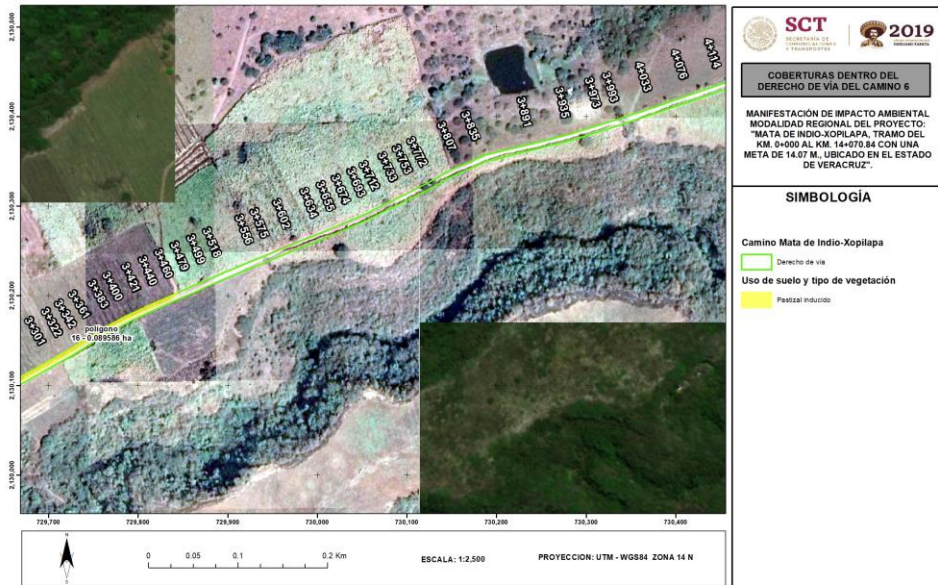 SCT
SECRETARÍA DE
COMUNICACIONES
Y TRANSPORTES
2019
EMILIANO ZAPATA
COBERTURAS DENTRO DEL
DERECHO DE VÍA DEL CAMINO 6
MANIFESTACIÓN DE IMPACTO AMBIENTAL
MODALIDAD REGIONAL DEL PROYECTO:
"MATA DE INDIO-XOPILAPA, TRAMO DEL
KM. 0+000 AL KM. 14+070.84 CON UNA
META DE 14.07 M., UBICADO EN EL ESTADO
DE VERACRUZ".
SIMBOLOGÍA
Camino Mata de Indio-Xopilapa
Derecho de vía
Uso de suelo y tipo de vegetación
Pastizal inducido
2,130,500
2,130,400
2,130,300
2,130,200
2,130,100
2,130,000
3+301
3+322
3+342
3+361
3+383
3+400
3+421
3+440
3+460
3+479
3+499
3+518
3+556
3+575
3+602
3+634
3+655
3+674
3+693
3+712
3+733
3+753
3+772
3+807
3+835
3+891
3+935
3+973
3+993
4+033
4+076
4+114
polígono
16 - 0.089586 ha
729,700
729,800
729,900
730,000
730,100
730,200
730,300
730,400
N
S
0
0.05
0.1
0.2 Km
ESCALA: 1:2,500
PROYECCION: UTM - WGS84 ZONA 14 N